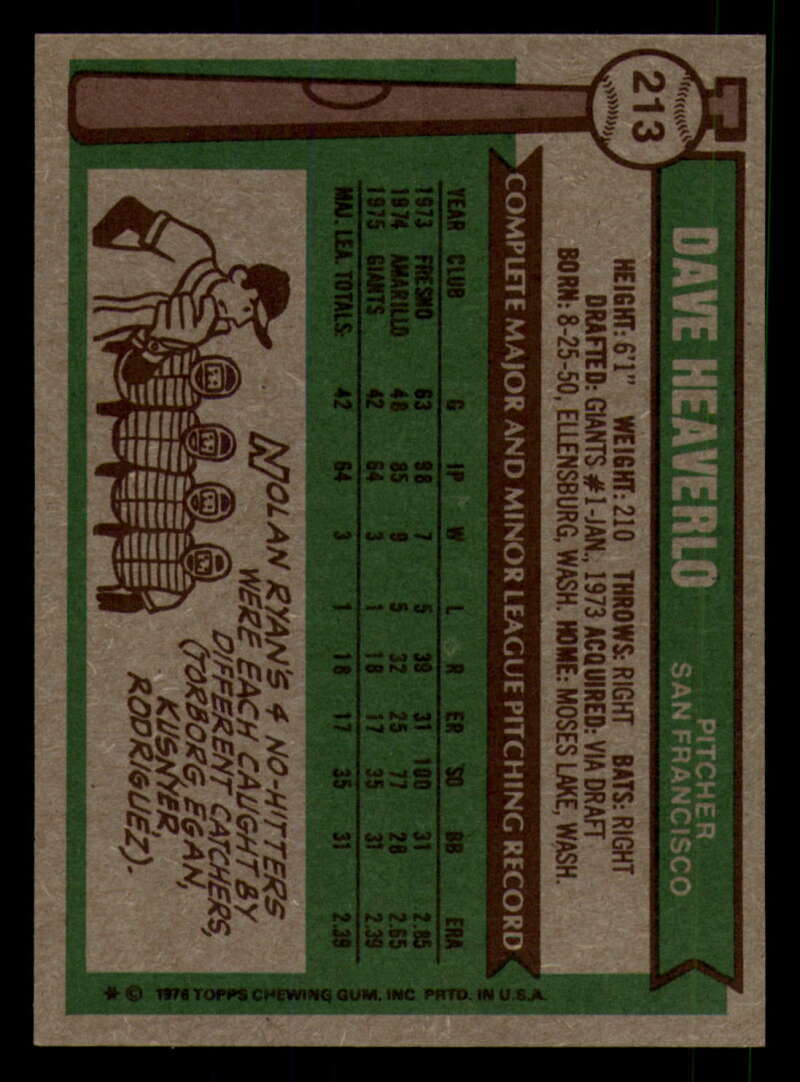 213
DAVE HEAVERLO
PITCHER
SAN FRANCISCO
HEIGHT: 6'1" WEIGHT: 210 THROWS: RIGHT BATS: RIGHT
DRAFTED: GIANTS #1-JAN., 1973 ACQUIRED: VIA DRAFT
BORN: 8-25-50, ELLENSBURG, WASH. HOME: MOSES LAKE, WASH.
COMPLETE MAJOR AND MINOR LEAGUE PITCHING RECORD
YEAR CLUB G IP W L R ER SO BB ERA
1973 FRESNO 63 98 7 5 39 31 100 31 2.85
1974 AMARILLO 48 85 9 5 32 25 77 28 2.65
1975 GIANTS 42 64 3 1 18 17 35 31 2.39
MAJ. LEA. TOTALS: 42 64 3 1 18 17 35 31 2.39
NOLAN RYAN'S 4 NO-HITTERS
WERE EACH CAUGHT BY
DIFFERENT CATCHERS,
(TORBORG EGAN,
KUSNYER,
RODRIGUEZ).
* © 1976 TOPPS CHEWING GUM, INC. PRTD. IN U.S.A.